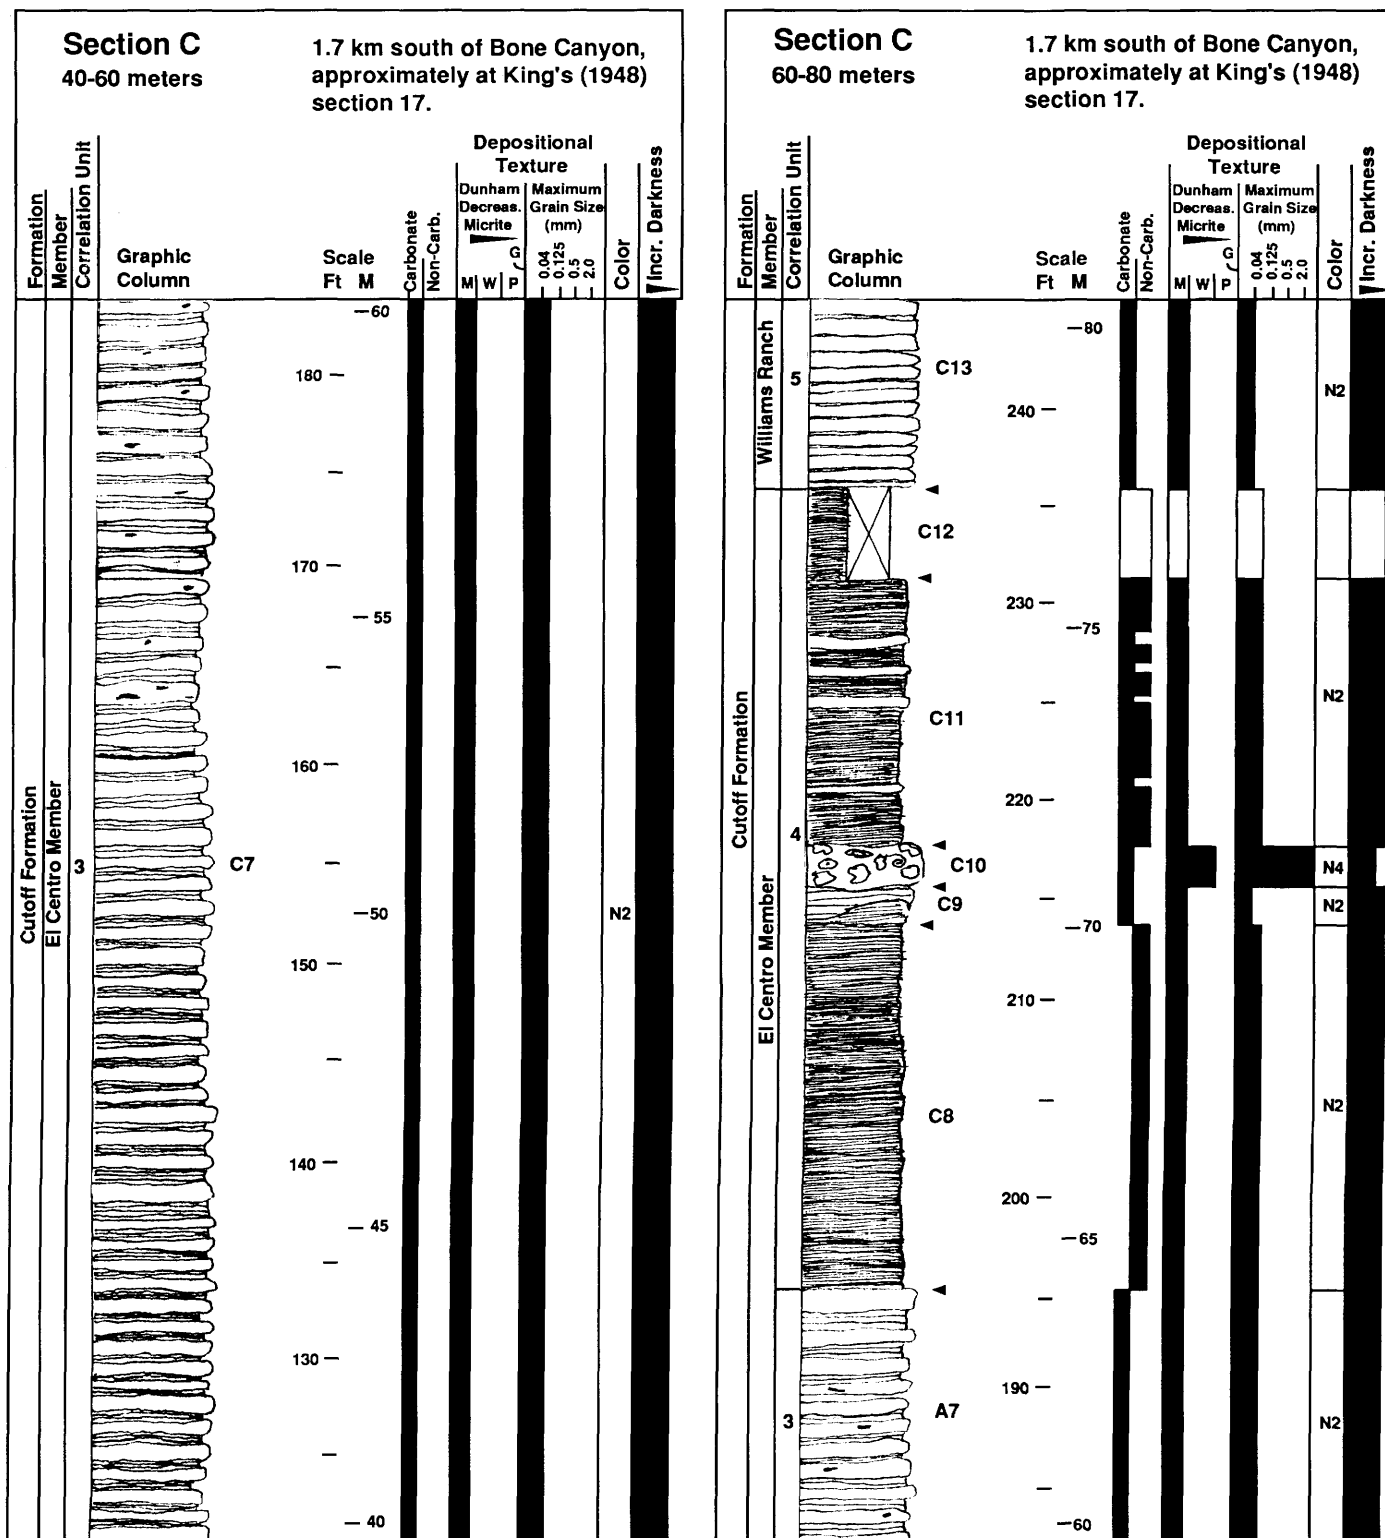 Section C
40-60 meters
1.7 km south of Bone Canyon,
approximately at King's (1948)
section 17.
Formation
Member
Correlation Unit
Graphic
Column
Scale
Ft M
Carbonate
Non-Carb.
Depositional
Texture
Dunham
Decreas.
Micrite
G
M W P
Maximum
Grain Size
(mm)
0.04
0.125
0.5
2.0
Color
Incr. Darkness
60
180
170
55
160
50
150
140
45
130
40
Cutoff Formation
El Centro Member
3
C7
N2
Section C
60-80 meters
1.7 km south of Bone Canyon,
approximately at King's (1948)
section 17.
Formation
Member
Correlation Unit
Graphic
Column
Scale
Ft M
Carbonate
Non-Carb.
Depositional
Texture
Dunham
Decreas.
Micrite
G
M W P
Maximum
Grain Size
(mm)
0.04
0.125
0.5
2.0
Color
Incr. Darkness
80
Williams Ranch
5
C13
240
N2
C12
230
75
C11
N2
Cutoff Formation
220
4
C10
N4
C9
N2
70
El Centro Member
210
C8
N2
200
65
190
A7
3
N2
60